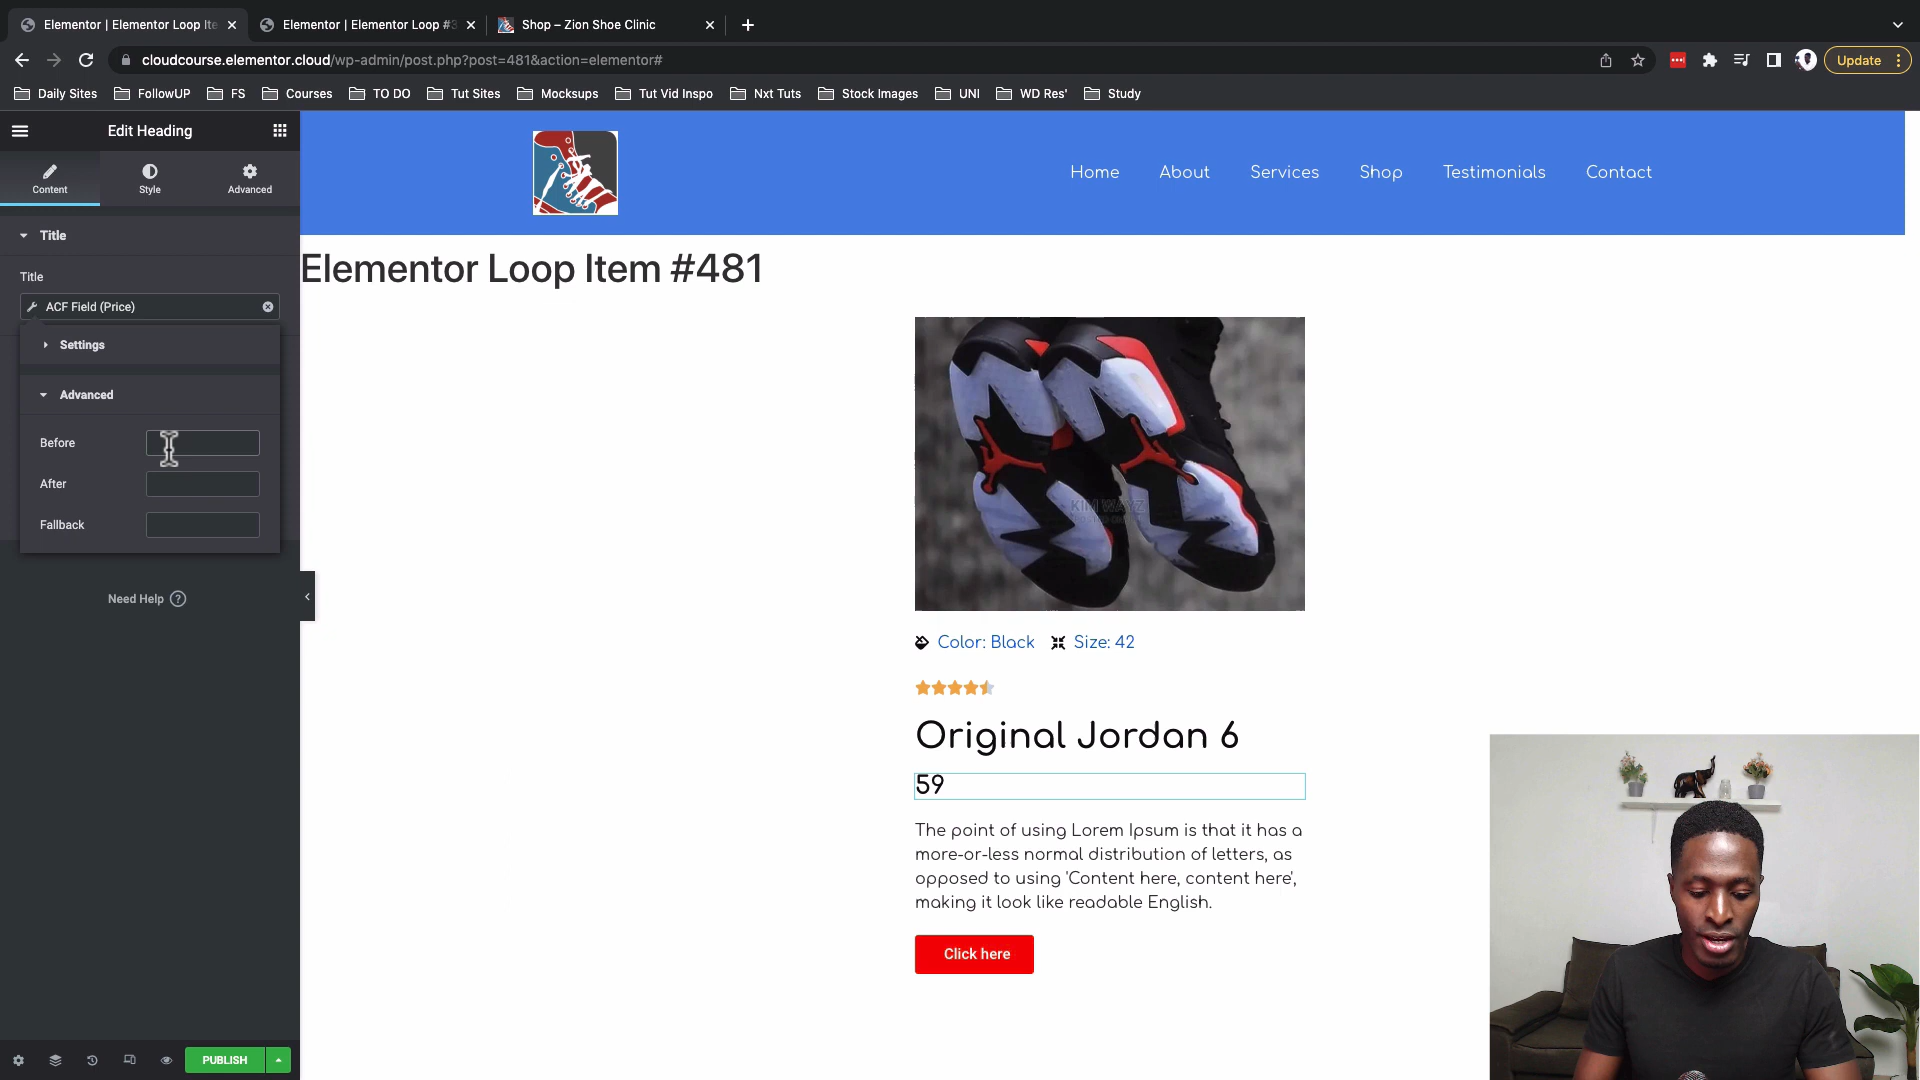 Elementor | Elementor Loop Ite
Elementor | Elementor Loop #3
Shop – Zion Shoe Clinic
cloudcourse.elementor.cloud/wp-admin/post.php?post=481&action=elementor#
Update
Daily Sites
FollowUP
FS
Courses
TO DO
Tut Sites
Mocksups
Tut Vid Inspo
Nxt Tuts
Stock Images
UNI
WD Res'
Study
Edit Heading
Content
Style
Advanced
Title
Title
ACF Field (Price)
Settings
Advanced
Before
After
Fallback
Need Help ?
PUBLISH
Home
About
Services
Shop
Testimonials
Contact
Elementor Loop Item #481
KIM WAYZ
Color: Black
Size: 42
Original Jordan 6
59
The point of using Lorem Ipsum is that it has a
more-or-less normal distribution of letters, as
opposed to using 'Content here, content here',
making it look like readable English.
Click here